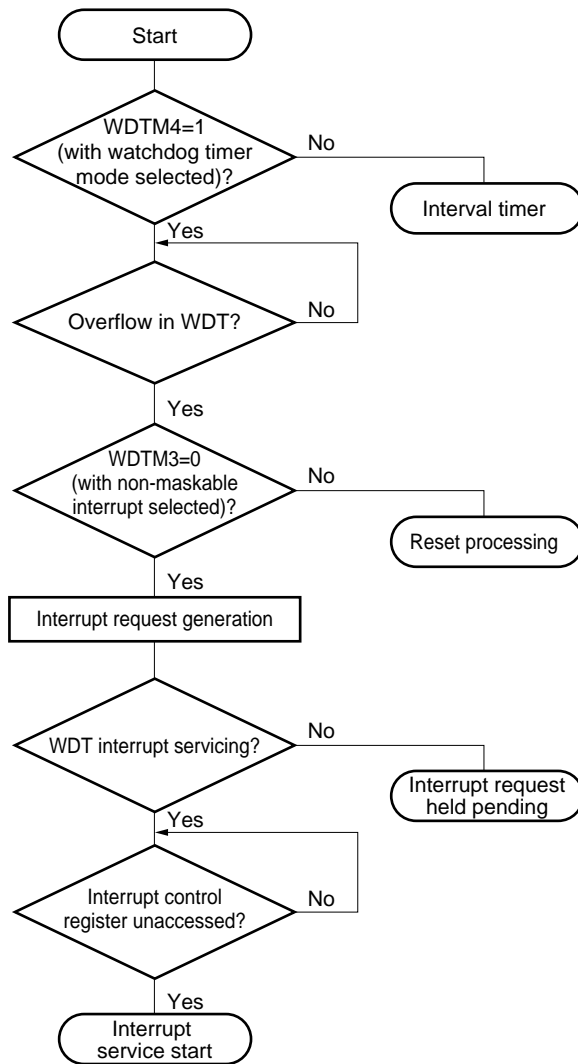 Start
WDTM4=1
(with watchdog timer
mode selected)?
No
Interval timer
Yes
Overflow in WDT?
No
Yes
WDTM3=0
(with non-maskable
interrupt selected)?
No
Reset processing
Yes
Interrupt request generation
WDT interrupt servicing?
No
Interrupt request
held pending
Yes
Interrupt control
register unaccessed?
No
Yes
Interrupt
service start